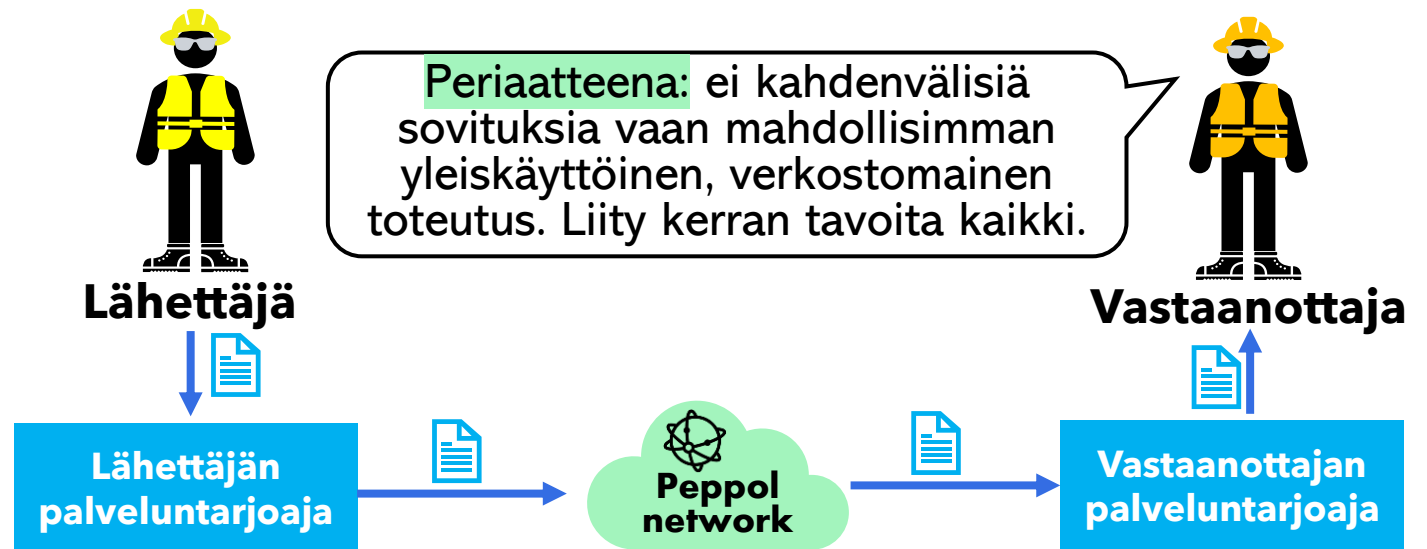 Periaatteena: ei kahdenvälisiä
sovituksia vaan mahdollisimman
yleiskäyttöinen, verkostomainen
toteutus. Liity kerran tavoita kaikki.
Lähettäjä
Vastaanottaja
Lähettäjän
palveluntarjoaja
Peppol
network
Vastaanottajan
palveluntarjoaja